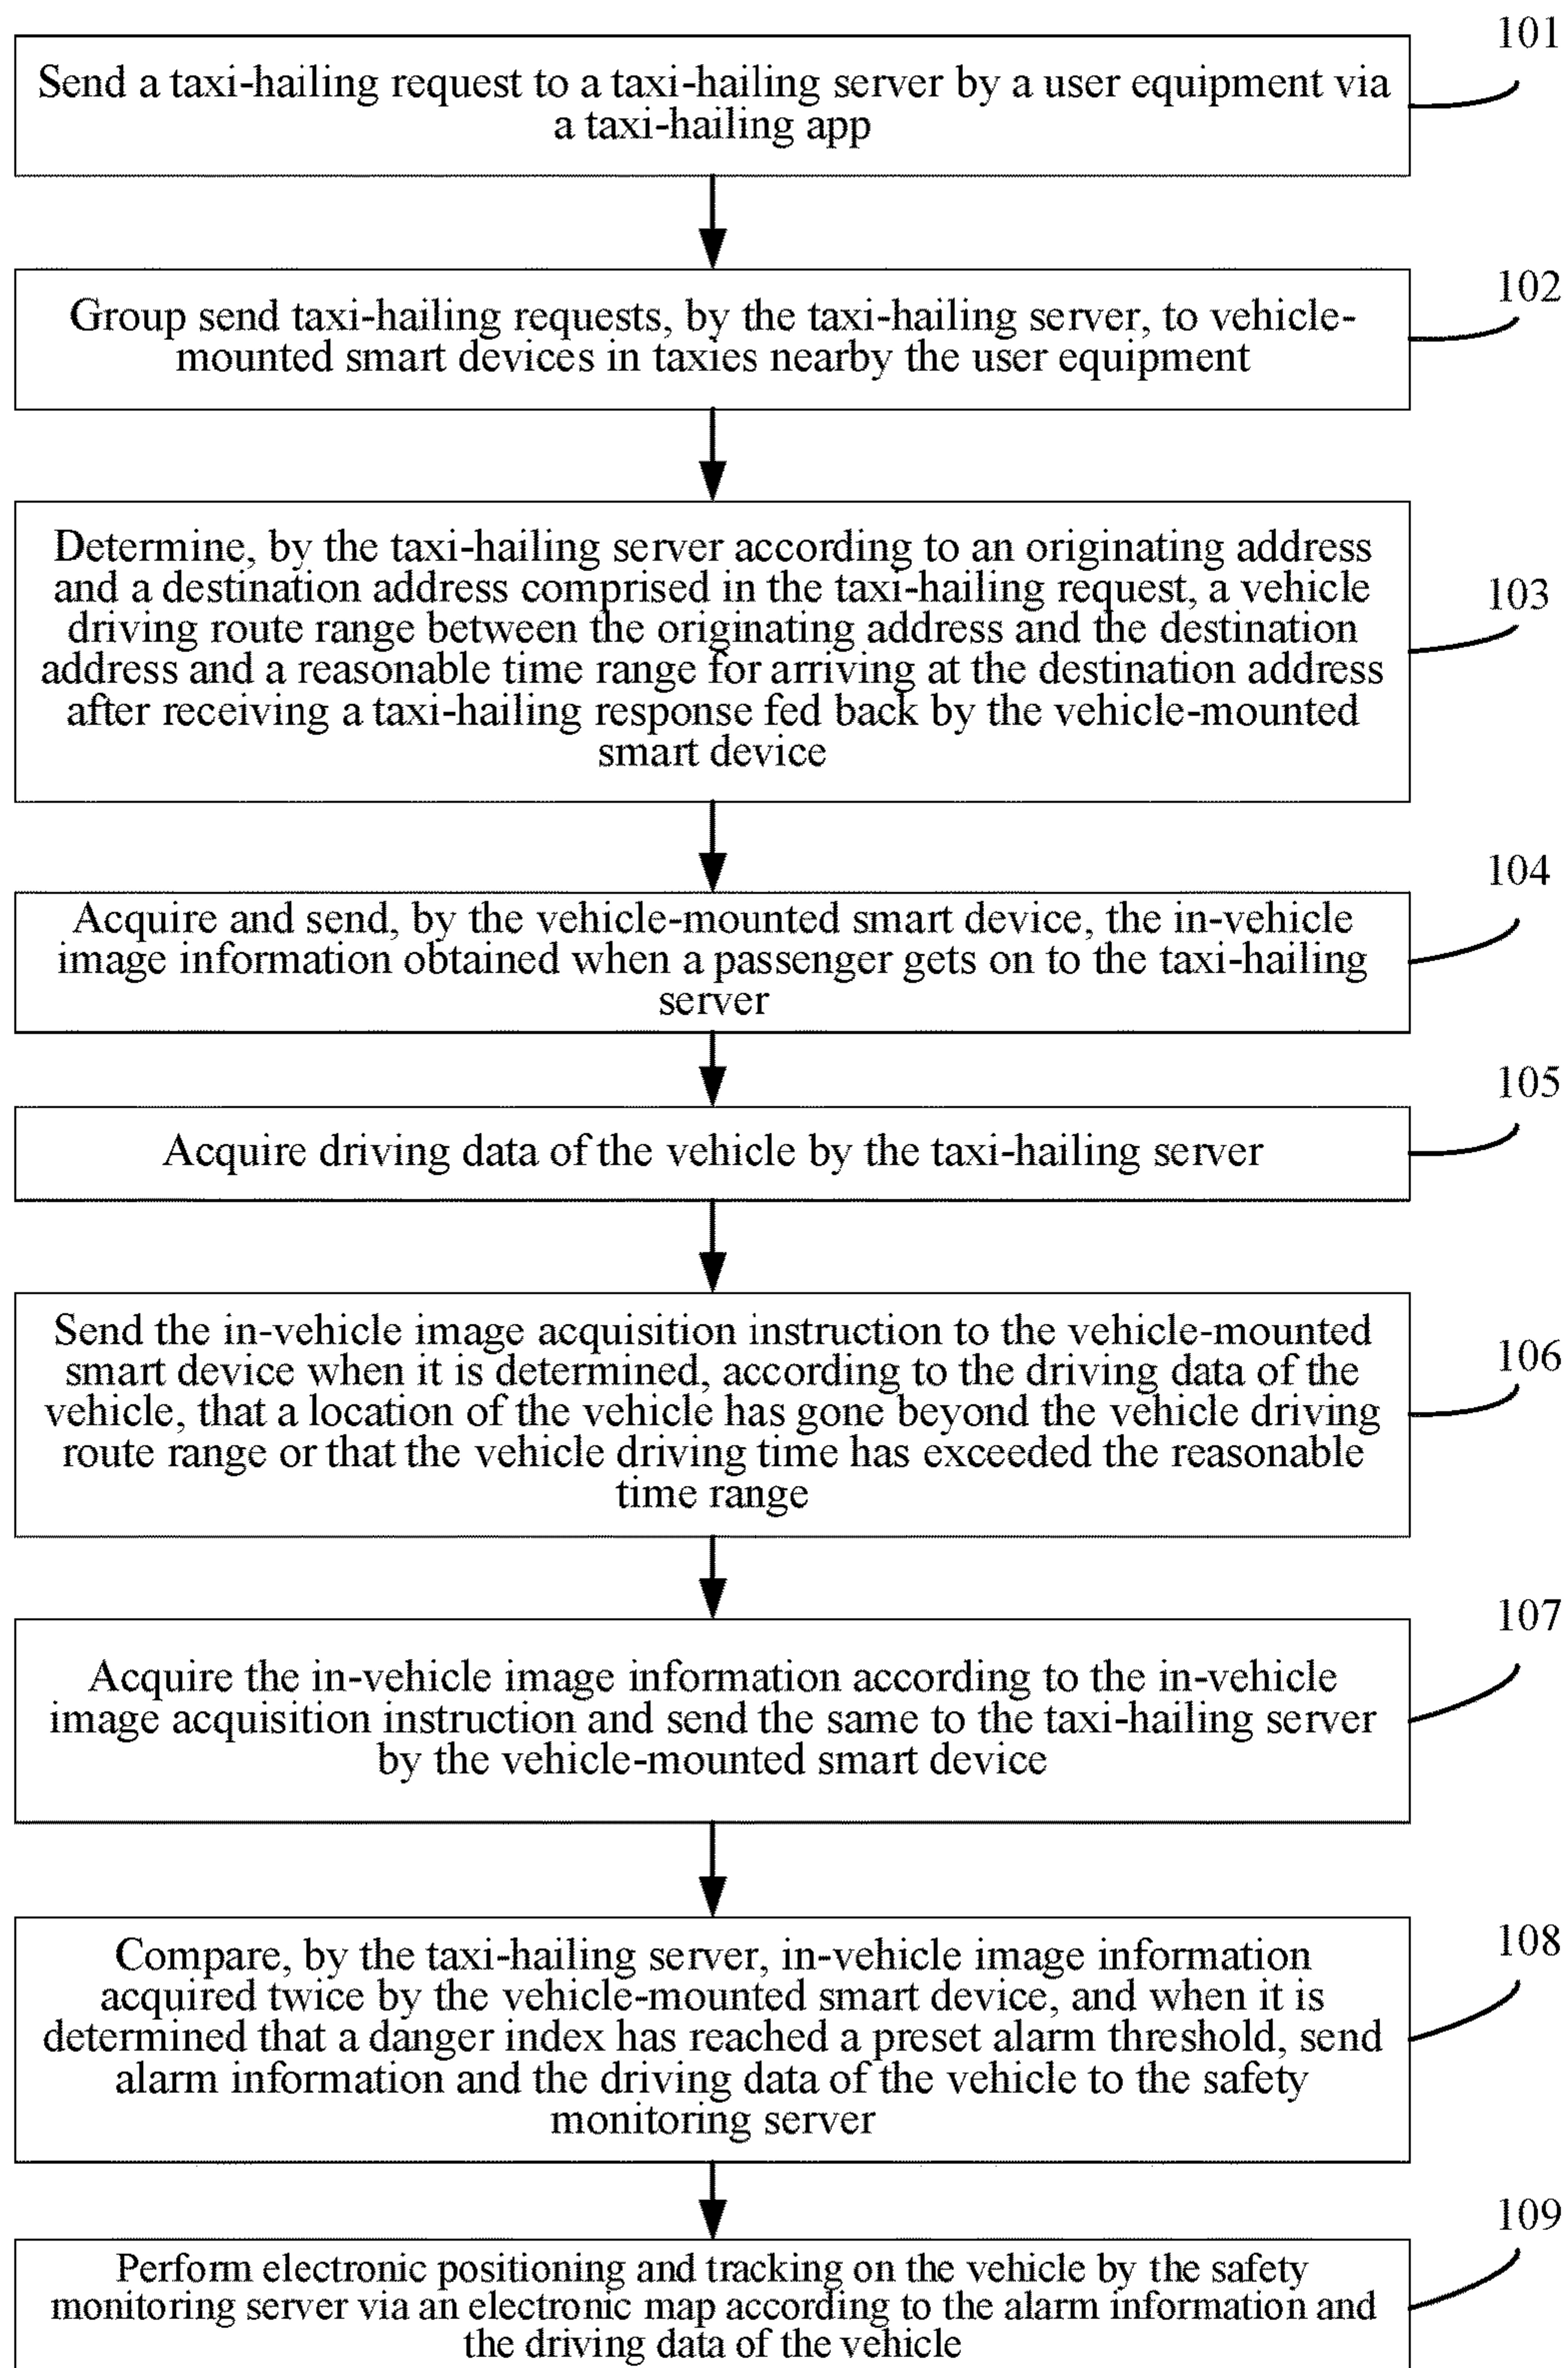 101
Send a taxi-hailing request to a taxi-hailing server by a user equipment via
a taxi-hailing app
102
Group send taxi-hailing requests, by the taxi-hailing server, to vehicle-
mounted smart devices in taxies nearby the user equipment
103
Determine, by the taxi-hailing server according to an originating address
and a destination address comprised in the taxi-hailing request, a vehicle
driving route range between the originating address and the destination
address and a reasonable time range for arriving at the destination address
after receiving a taxi-hailing response fed back by the vehicle-mounted
smart device
104
Acquire and send, by the vehicle-mounted smart device, the in-vehicle
image information obtained when a passenger gets on to the taxi-hailing
server
105
Acquire driving data of the vehicle by the taxi-hailing server
106
Send the in-vehicle image acquisition instruction to the vehicle-mounted
smart device when it is determined, according to the driving data of the
vehicle, that a location of the vehicle has gone beyond the vehicle driving
route range or that the vehicle driving time has exceeded the reasonable
time range
107
Acquire the in-vehicle image information according to the in-vehicle
image acquisition instruction and send the same to the taxi-hailing server
by the vehicle-mounted smart device
108
Compare, by the taxi-hailing server, in-vehicle image information
acquired twice by the vehicle-mounted smart device, and when it is
determined that a danger index has reached a preset alarm threshold, send
alarm information and the driving data of the vehicle to the safety
monitoring server
109
Perform electronic positioning and tracking on the vehicle by the safety
monitoring server via an electronic map according to the alarm information and
the driving data of the vehicle